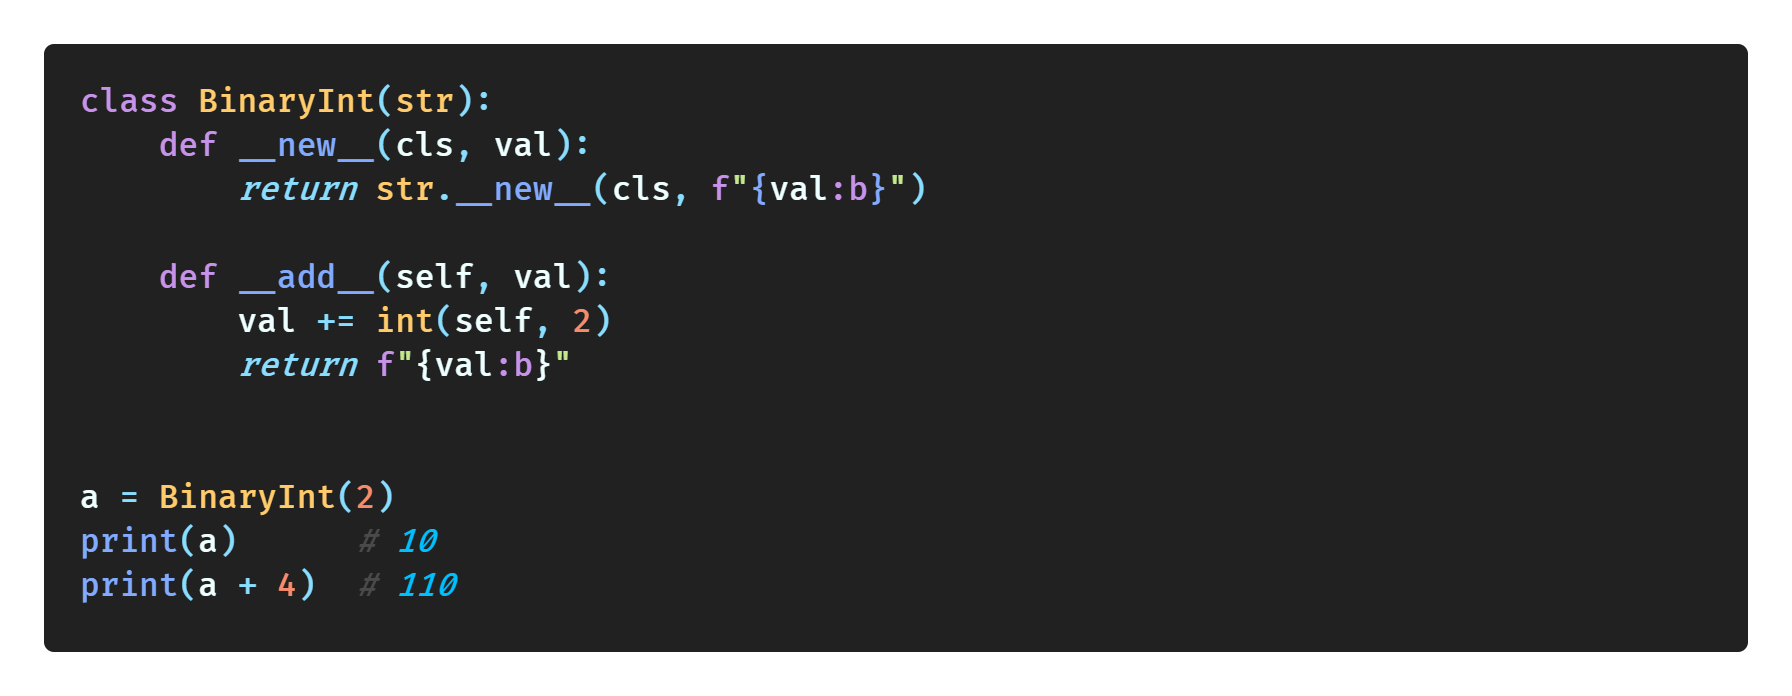 class BinaryInt(str):
    def __new__(cls, val):
        return str.__new__(cls, f"{val:b}")
    def __add__(self, val):
        val += int(self, 2)
        return f"{val:b}"
a = BinaryInt(2)
print(a)      # 10
print(a + 4)  # 110